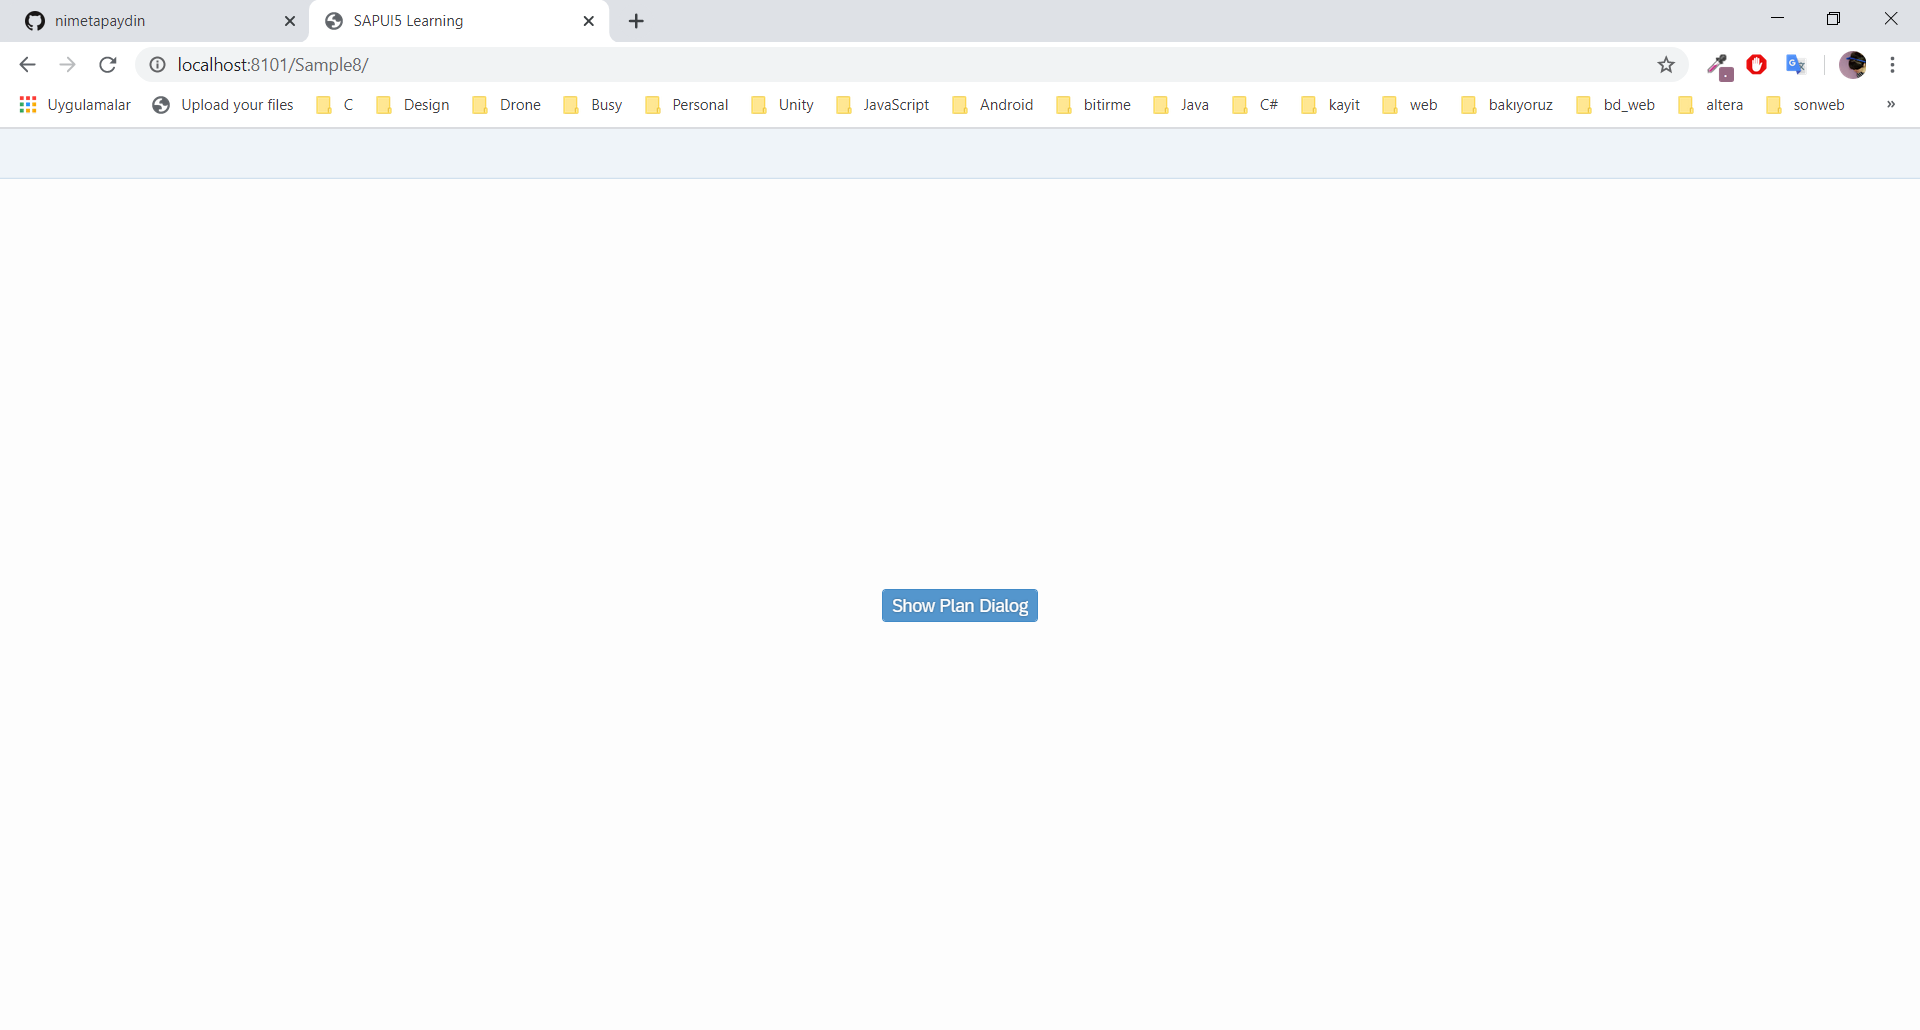 nimetapaydin
SAPUI5 Learning
localhost:8101/Sample8/
Uygulamalar Upload your files C Design Drone Busy Personal Unity JavaScript Android bitirme Java C# kayit web bakıyoruz bd_web altera sonweb »
Show Plan Dialog